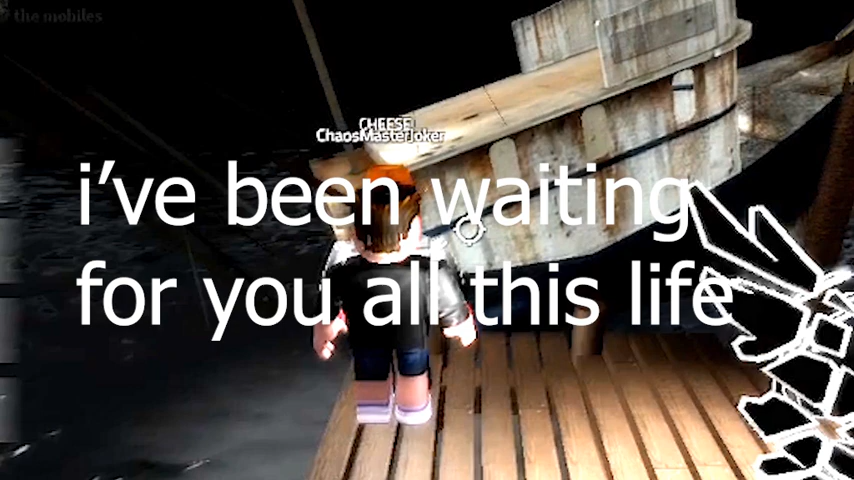 the mobiles
CHEESE!
ChaosMasterJoker
i've been waiting
for you all this life